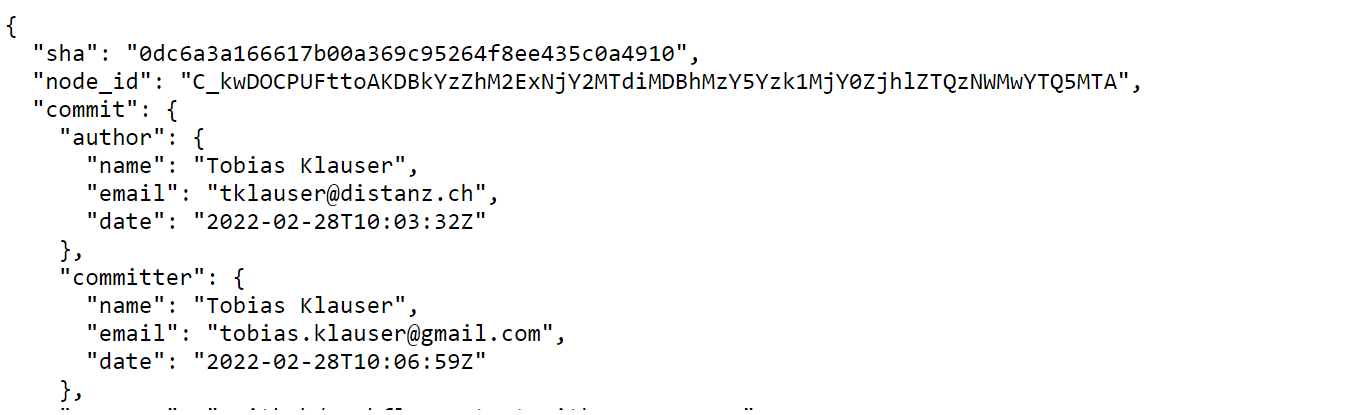 {
  "sha": "0dc6a3a166617b00a369c95264f8ee435c0a4910",
  "node_id": "C_kwDOCPUFttoAKDBkYzZhM2ExNjY2MTdiMDBhMzY5Yzk1MjY0ZjhlZTQzNWMwYTQ5MTA",
  "commit": {
    "author": {
      "name": "Tobias Klauser",
      "email": "tklauser@distanz.ch",
      "date": "2022-02-28T10:03:32Z"
    },
    "committer": {
      "name": "Tobias Klauser",
      "email": "tobias.klauser@gmail.com",
      "date": "2022-02-28T10:06:59Z"
    },